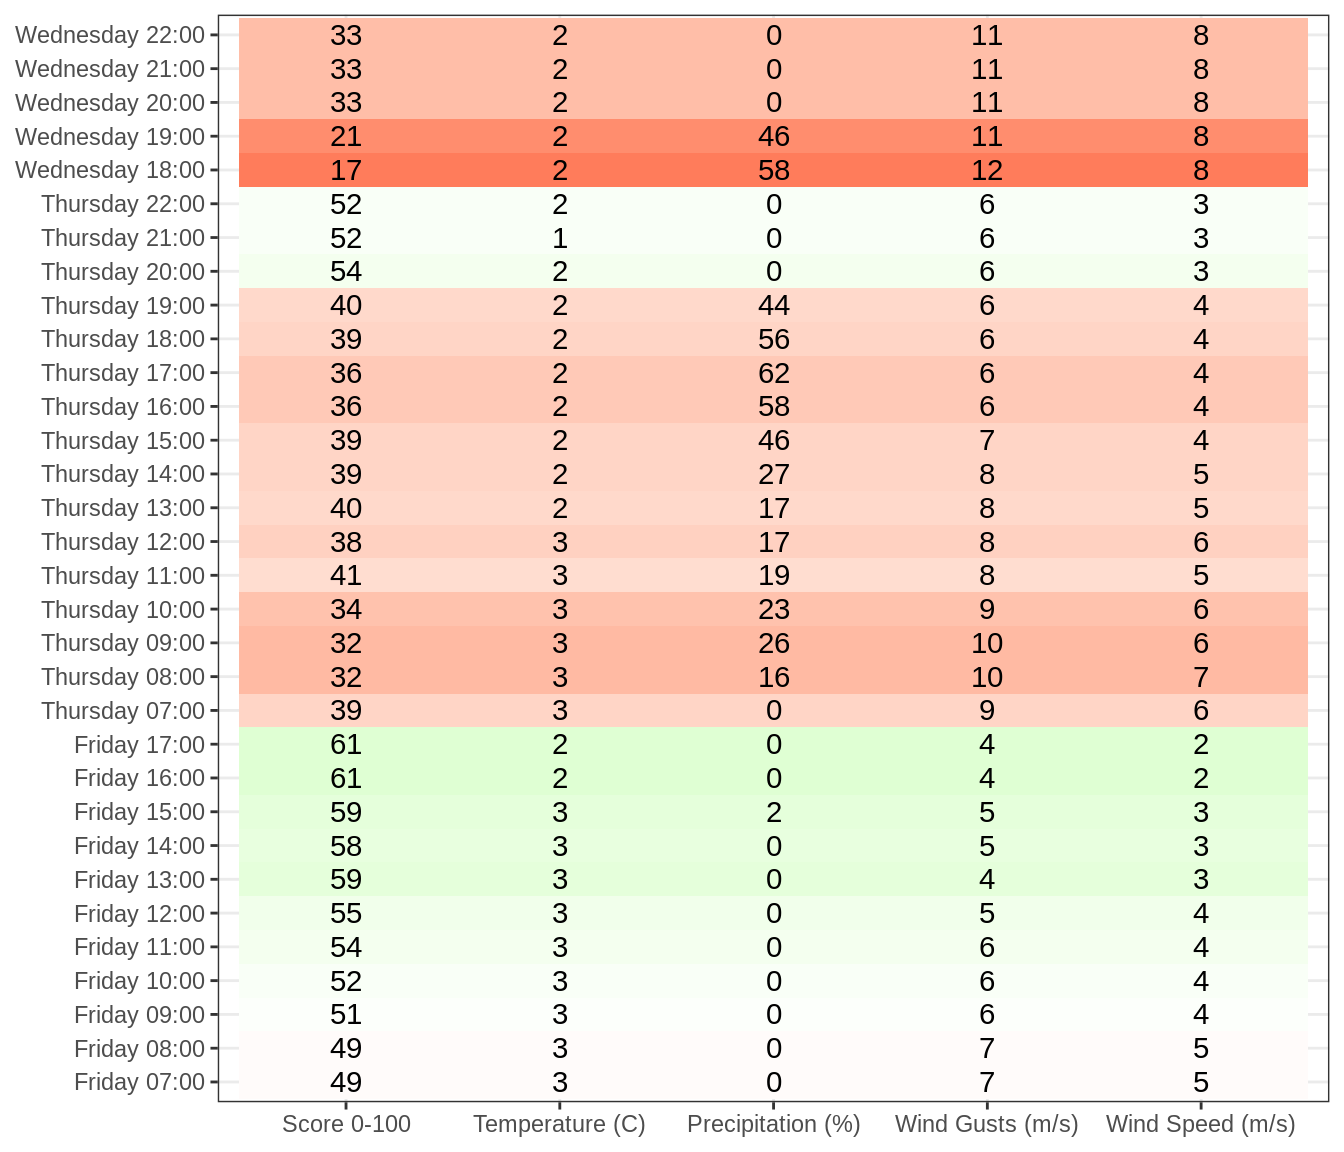 Wednesday 22:00 33 2 0 11 8
Wednesday 21:00 33 2 0 11 8
Wednesday 20:00 33 2 0 11 8
Wednesday 19:00 21 2 46 11 8
Wednesday 18:00 17 2 58 12 8
Thursday 22:00 52 2 0 6 3
Thursday 21:00 52 1 0 6 3
Thursday 20:00 54 2 0 6 3
Thursday 19:00 40 2 44 6 4
Thursday 18:00 39 2 56 6 4
Thursday 17:00 36 2 62 6 4
Thursday 16:00 36 2 58 6 4
Thursday 15:00 39 2 46 7 4
Thursday 14:00 39 2 27 8 5
Thursday 13:00 40 2 17 8 5
Thursday 12:00 38 3 17 8 6
Thursday 11:00 41 3 19 8 5
Thursday 10:00 34 3 23 9 6
Thursday 09:00 32 3 26 10 6
Thursday 08:00 32 3 16 10 7
Thursday 07:00 39 3 0 9 6
Friday 17:00 61 2 0 4 2
Friday 16:00 61 2 0 4 2
Friday 15:00 59 3 2 5 3
Friday 14:00 58 3 0 5 3
Friday 13:00 59 3 0 4 3
Friday 12:00 55 3 0 5 4
Friday 11:00 54 3 0 6 4
Friday 10:00 52 3 0 6 4
Friday 09:00 51 3 0 6 4
Friday 08:00 49 3 0 7 5
Friday 07:00 49 3 0 7 5
Score 0-100 Temperature (C) Precipitation (%) Wind Gusts (m/s) Wind Speed (m/s)